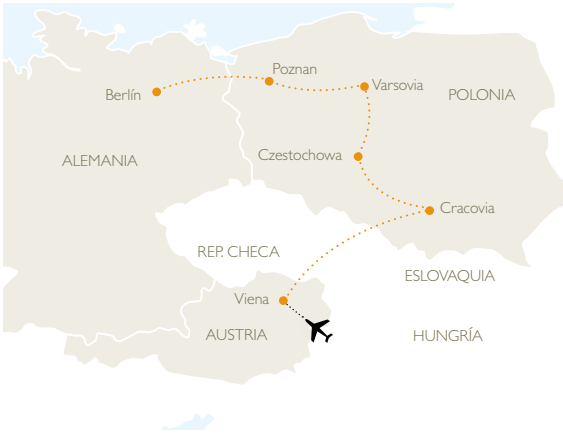 Poznan
Varsovia
Berlín
POLONIA
Czestochowa
ALEMANIA
Cracovia
REP. CHECA
ESLOVAQUIA
Viena
AUSTRIA
HUNGRÍA